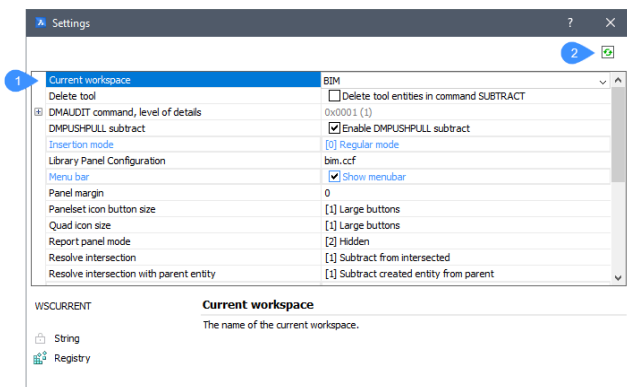 Settings
?
2
1
Current workspace BIM
Delete tool Delete tool entities in command SUBTRACT
DMAUDIT command, level of details 0x0001 (1)
DMPUSHPULL subtract Enable DMPUSHPULL subtract
Insertion mode [0] Regular mode
Library Panel Configuration bim.ccf
Menu bar Show menubar
Panel margin 0
Panelset icon button size [1] Large buttons
Quad icon size [1] Large buttons
Report panel mode [2] Hidden
Resolve intersection [1] Subtract from intersected
Resolve intersection with parent entity [1] Subtract created entity from parent
WSCURRENT Current workspace
The name of the current workspace.
String
Registry